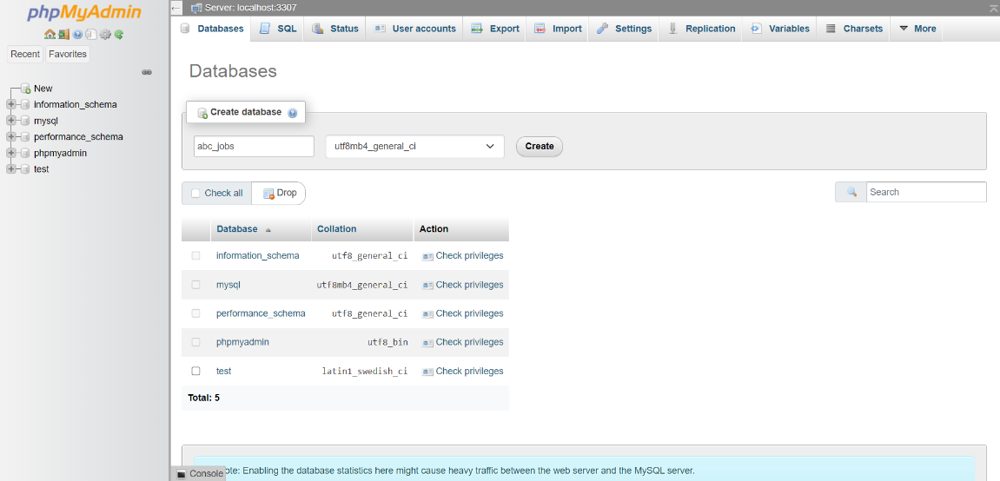 phpMyAdmin
Recent Favorites
New
information_schema
mysql
performance_schema
phpmyadmin
test
Server: localhost:3307
Databases SQL Status User accounts Export Import Settings Replication Variables Charsets More
Databases
Create database
abc_jobs utf8mb4_general_ci Create
Check all Drop Search
Database Collation Action
information_schema utf8_general_ci Check privileges
mysql utf8mb4_general_ci Check privileges
performance_schema utf8_general_ci Check privileges
phpmyadmin utf8_bin Check privileges
test latin1_swedish_ci Check privileges
Total: 5
Console ote: Enabling the database statistics here might cause heavy traffic between the web server and the MySQL server.